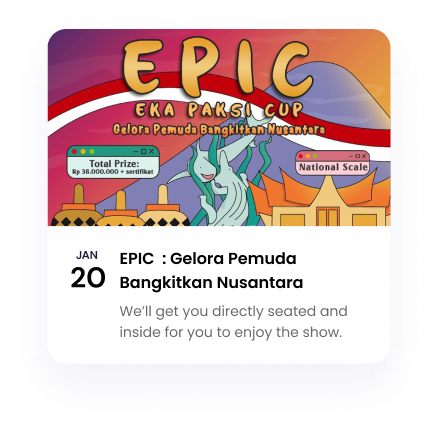 EPIC
EKA PAKSI CUP
Gelora Pemuda Bangkitkan Nusantara
Total Prize:
Rp 38.000.000 + sertifikat
National Scale
JAN
20
EPIC : Gelora Pemuda
Bangkitkan Nusantara
We’ll get you directly seated and
inside for you to enjoy the show.